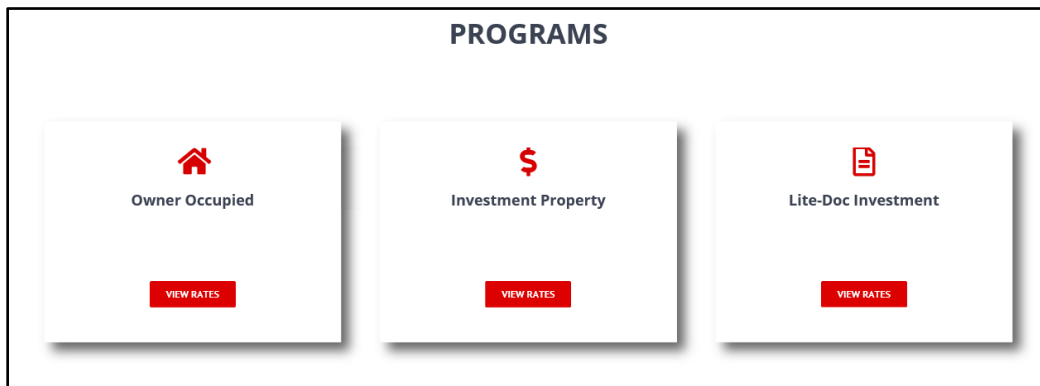 PROGRAMS
Owner Occupied
VIEW RATES
Investment Property
VIEW RATES
Lite-Doc Investment
VIEW RATES